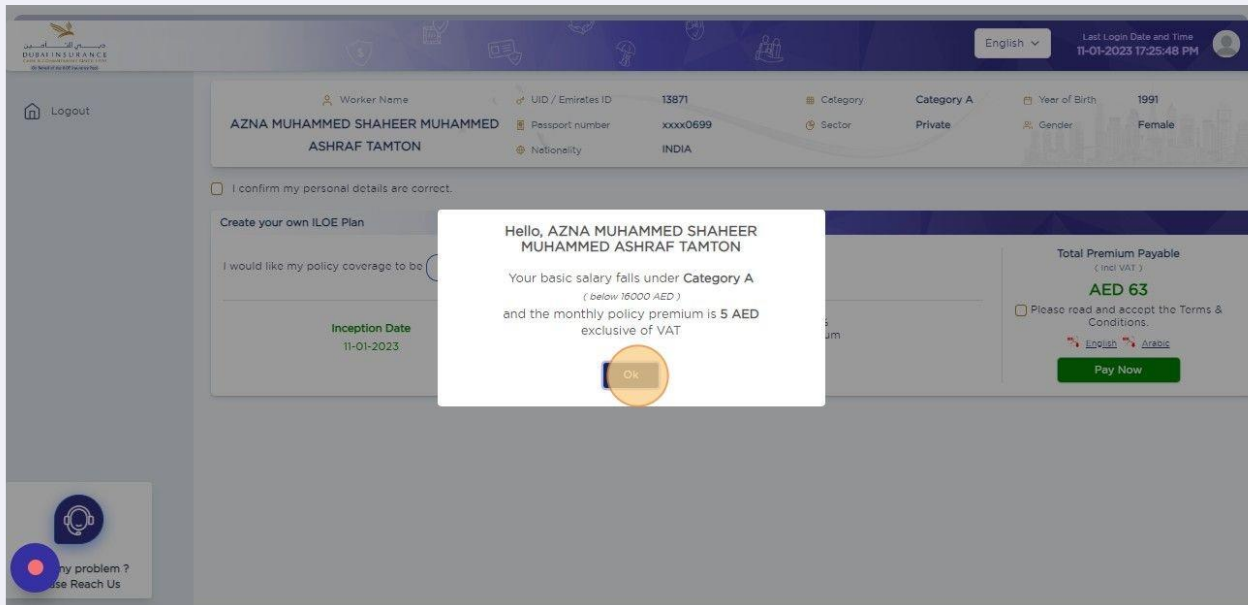 DUBAI INSURANCE
English
Last Login Date and Time
11-01-2023 17:25:48 PM
Logout
Worker Name
AZNA MUHAMMED SHAHEER MUHAMMED
ASHRAF TAMTON
UID / Emirates ID 13871
Passport number xxxx0699
Nationality INDIA
Category Category A
Sector Private
Year of Birth 1991
Gender Female
I confirm my personal details are correct.
Create your own ILOE Plan
I would like my policy coverage to be
Inception Date
11-01-2023
Hello, AZNA MUHAMMED SHAHEER
MUHAMMED ASHRAF TAMTON
Your basic salary falls under Category A
( below 16000 AED )
and the monthly policy premium is 5 AED
exclusive of VAT
Ok
Total Premium Payable
( Incl VAT )
AED 63
Please read and accept the Terms &
Conditions.
English Arabic
Pay Now
ny problem ?
se Reach Us